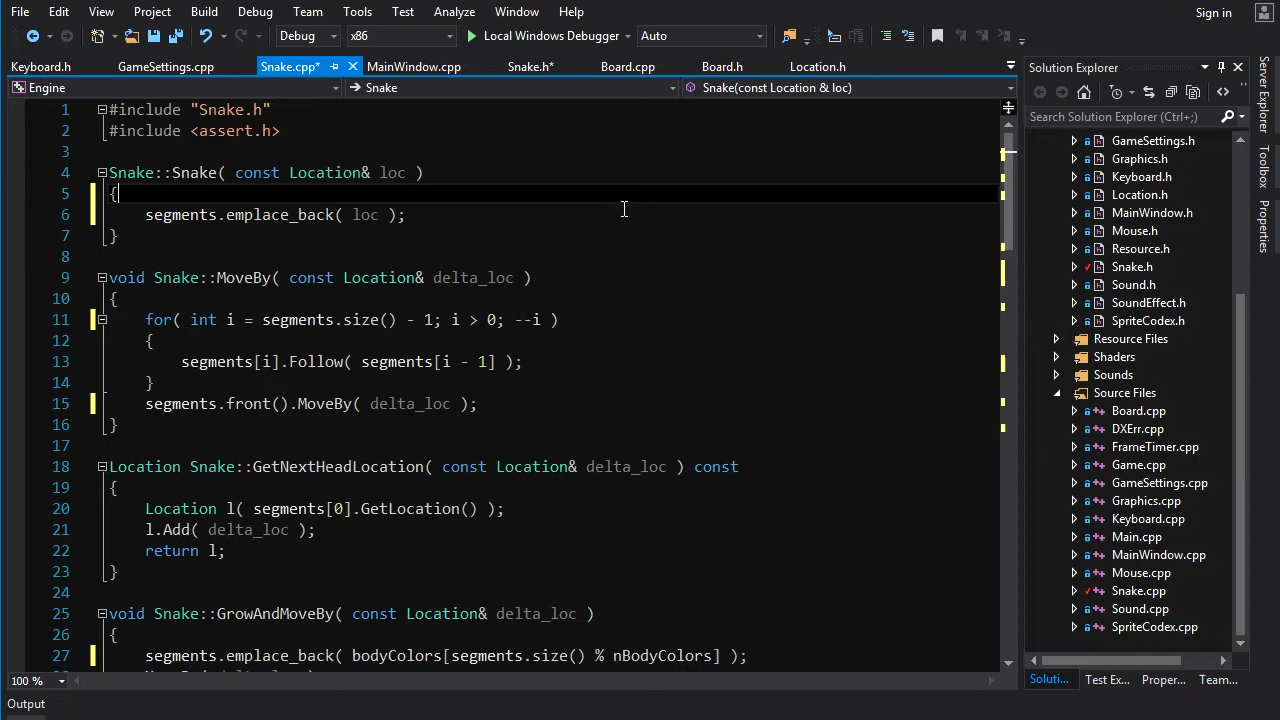 File Edit View Project Build Debug Team Tools Test Analyze Window Help Sign in
Debug x86 Local Windows Debugger Auto
Keyboard.h GameSettings.cpp Snake.cpp* MainWindow.cpp Snake.h* Board.cpp Board.h Location.h
Engine Snake Snake(const Location & loc)
1 #include "Snake.h"
2 #include <assert.h>
3
4 Snake::Snake( const Location& loc )
5 {
6 segments.emplace_back( loc );
7 }
8
9 void Snake::MoveBy( const Location& delta_loc )
10 {
11 for( int i = segments.size() - 1; i > 0; --i )
12 {
13 segments[i].Follow( segments[i - 1] );
14 }
15 segments.front().MoveBy( delta_loc );
16 }
17
18 Location Snake::GetNextHeadLocation( const Location& delta_loc ) const
19 {
20 Location l( segments[0].GetLocation() );
21 l.Add( delta_loc );
22 return l;
23 }
24
25 void Snake::GrowAndMoveBy( const Location& delta_loc )
26 {
27 segments.emplace_back( bodyColors[segments.size() % nBodyColors] );
100 %
Output
Solution Explorer
Search Solution Explorer (Ctrl+;)
GameSettings.h
Graphics.h
Keyboard.h
Location.h
MainWindow.h
Mouse.h
Resource.h
Snake.h
Sound.h
SoundEffect.h
SpriteCodex.h
Resource Files
Shaders
Sounds
Source Files
Board.cpp
DXErr.cpp
FrameTimer.cpp
Game.cpp
GameSettings.cpp
Graphics.cpp
Keyboard.cpp
Main.cpp
MainWindow.cpp
Mouse.cpp
Snake.cpp
Sound.cpp
SpriteCodex.cpp
Soluti... Test Ex... Proper... Team...
Server Explorer
Toolbox
Properties